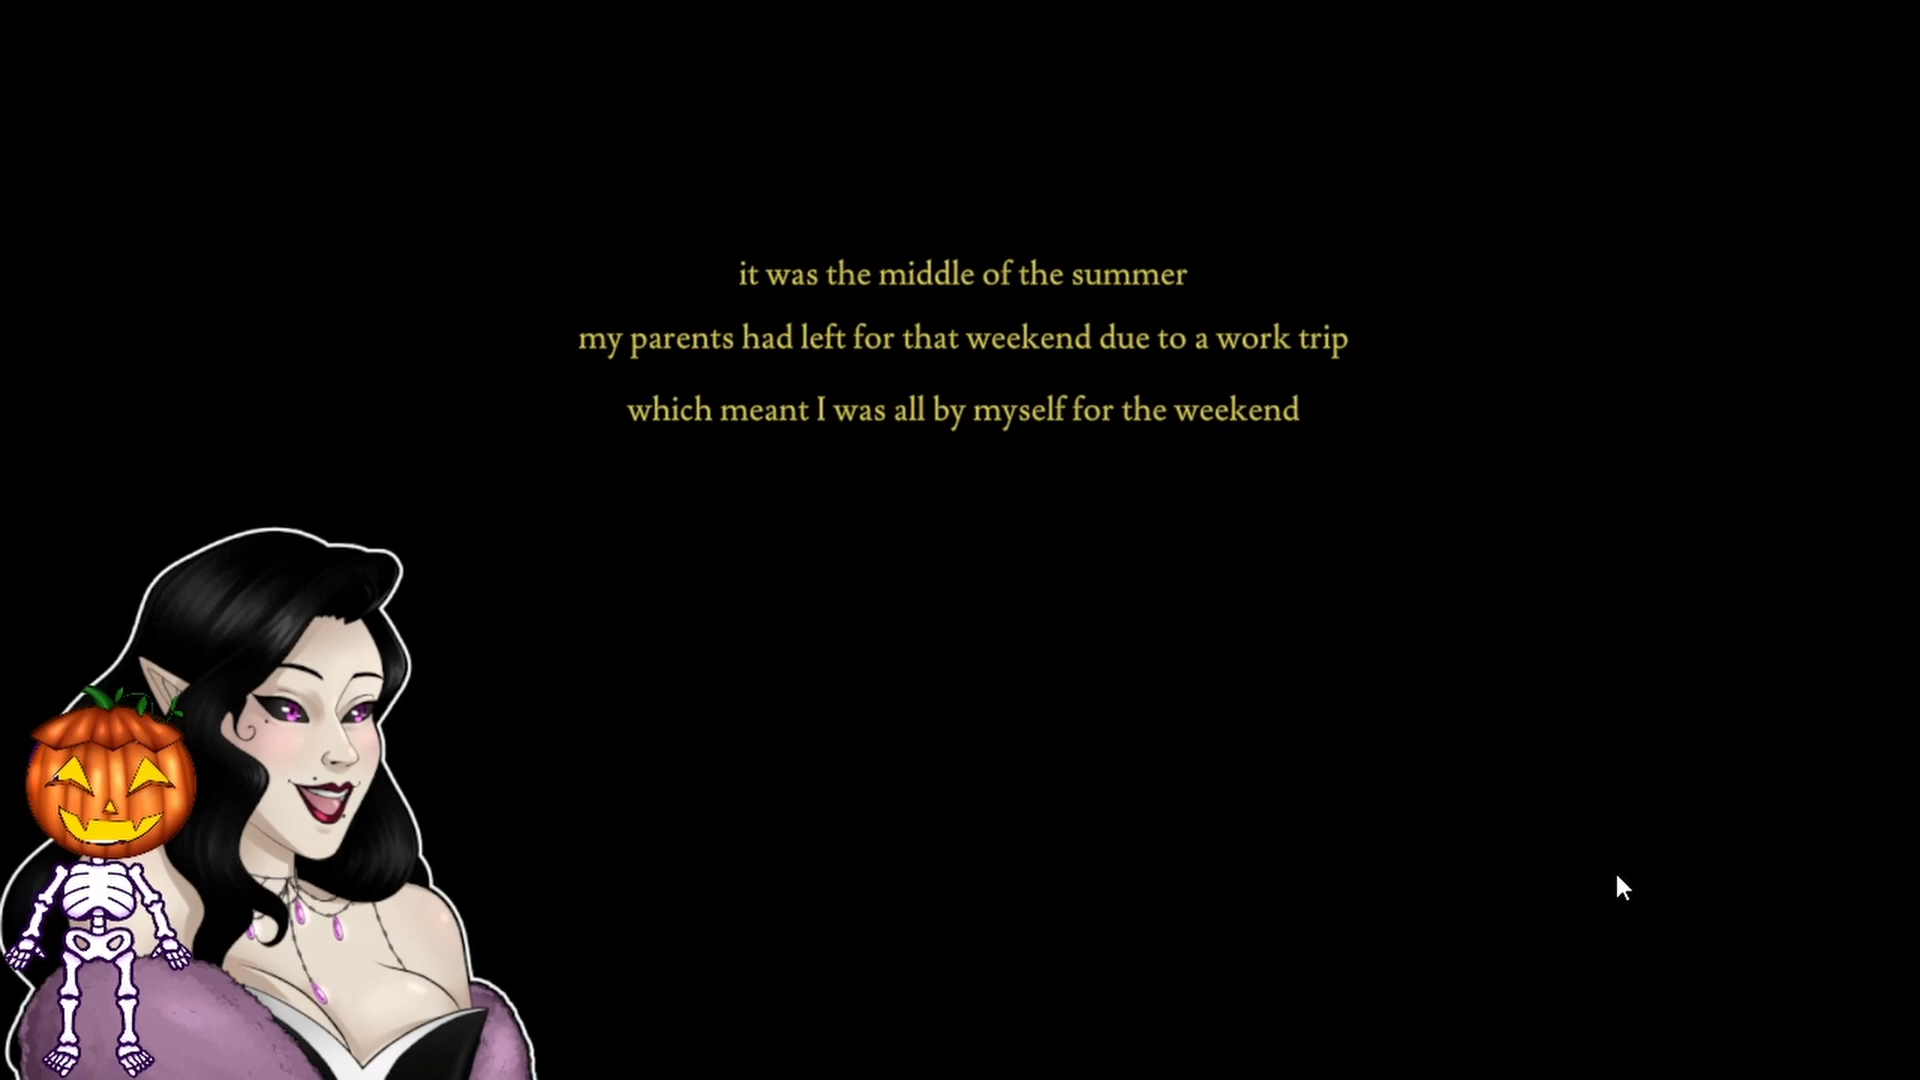 it was the middle of the summer
my parents had left for that weekend due to a work trip
which meant I was all by myself for the weekend